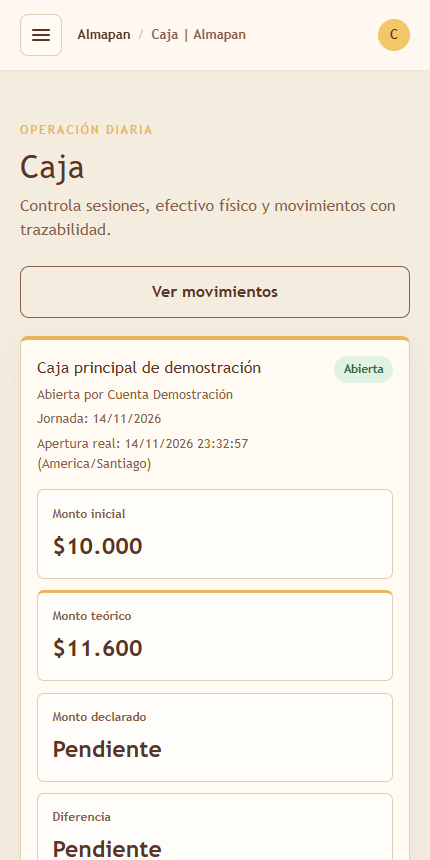 Almapan / Caja | Almapan
C
OPERACIÓN DIARIA
Caja
Controla sesiones, efectivo físico y movimientos con
trazabilidad.
Ver movimientos
Caja principal de demostración
Abierta
Abierta por Cuenta Demostración
Jornada: 14/11/2026
Apertura real: 14/11/2026 23:32:57
(America/Santiago)
Monto inicial
$10.000
Monto teórico
$11.600
Monto declarado
Pendiente
Diferencia
Pendiente